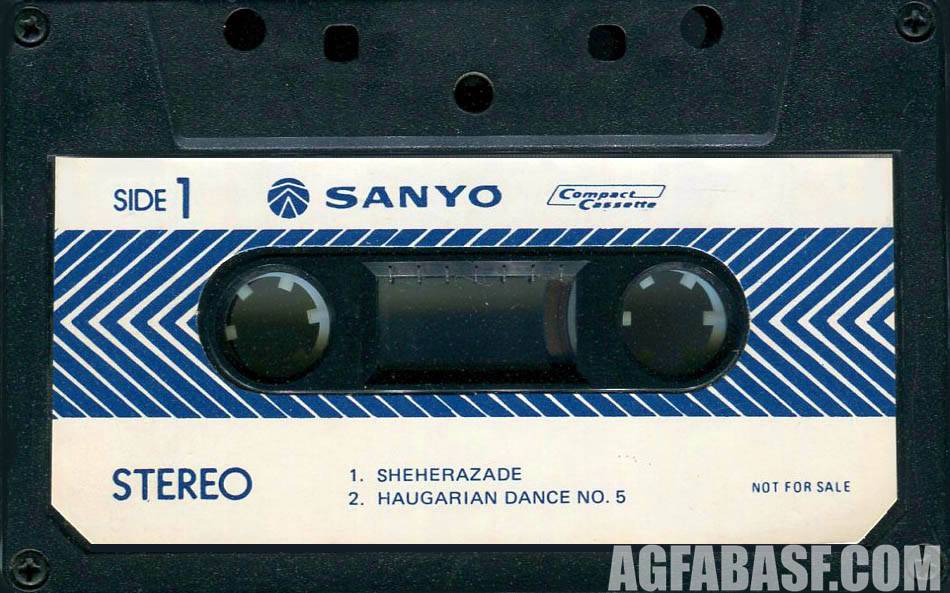 SIDE 1 SANYO Compact Cassette
STEREO
1. SHEHERAZADE
2. HAUGARIAN DANCE NO. 5
NOT FOR SALE
AGFABASF.COM